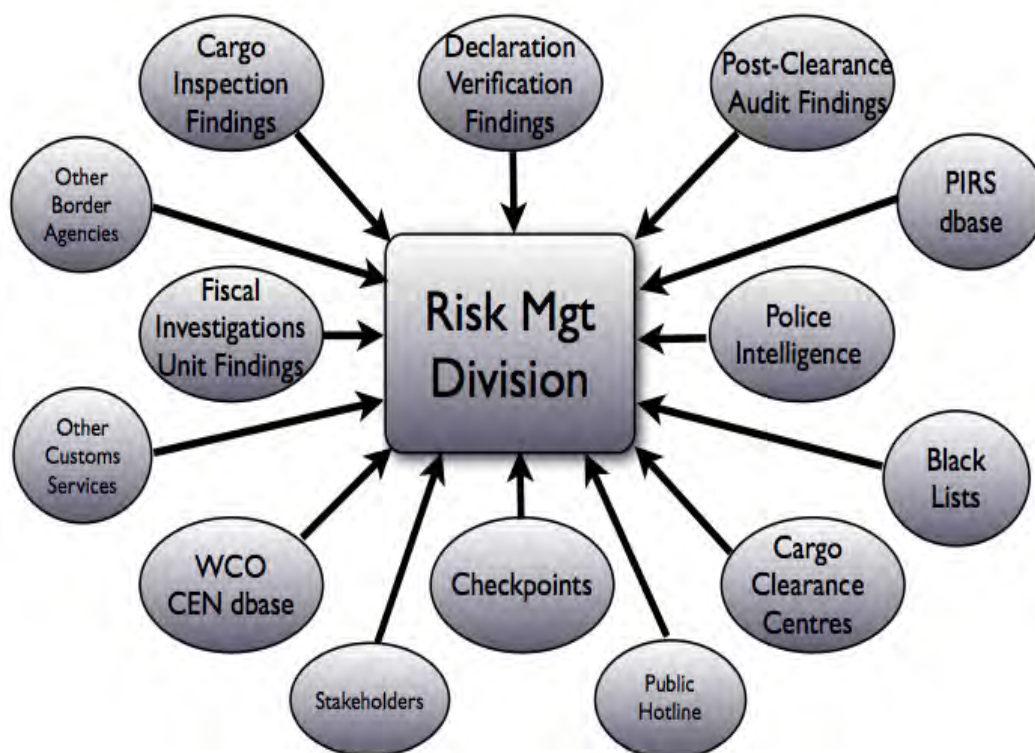 Cargo
Inspection
Findings
Declaration
Verification
Findings
Post-Clearance
Audit Findings
Other
Border
Agencies
PIRS
dbase
Fiscal
Investigations
Unit Findings
Risk Mgt
Division
Police
Intelligence
Other
Customs
Services
Black
Lists
WCO
CEN dbase
Checkpoints
Cargo
Clearance
Centres
Stakeholders
Public
Hotline